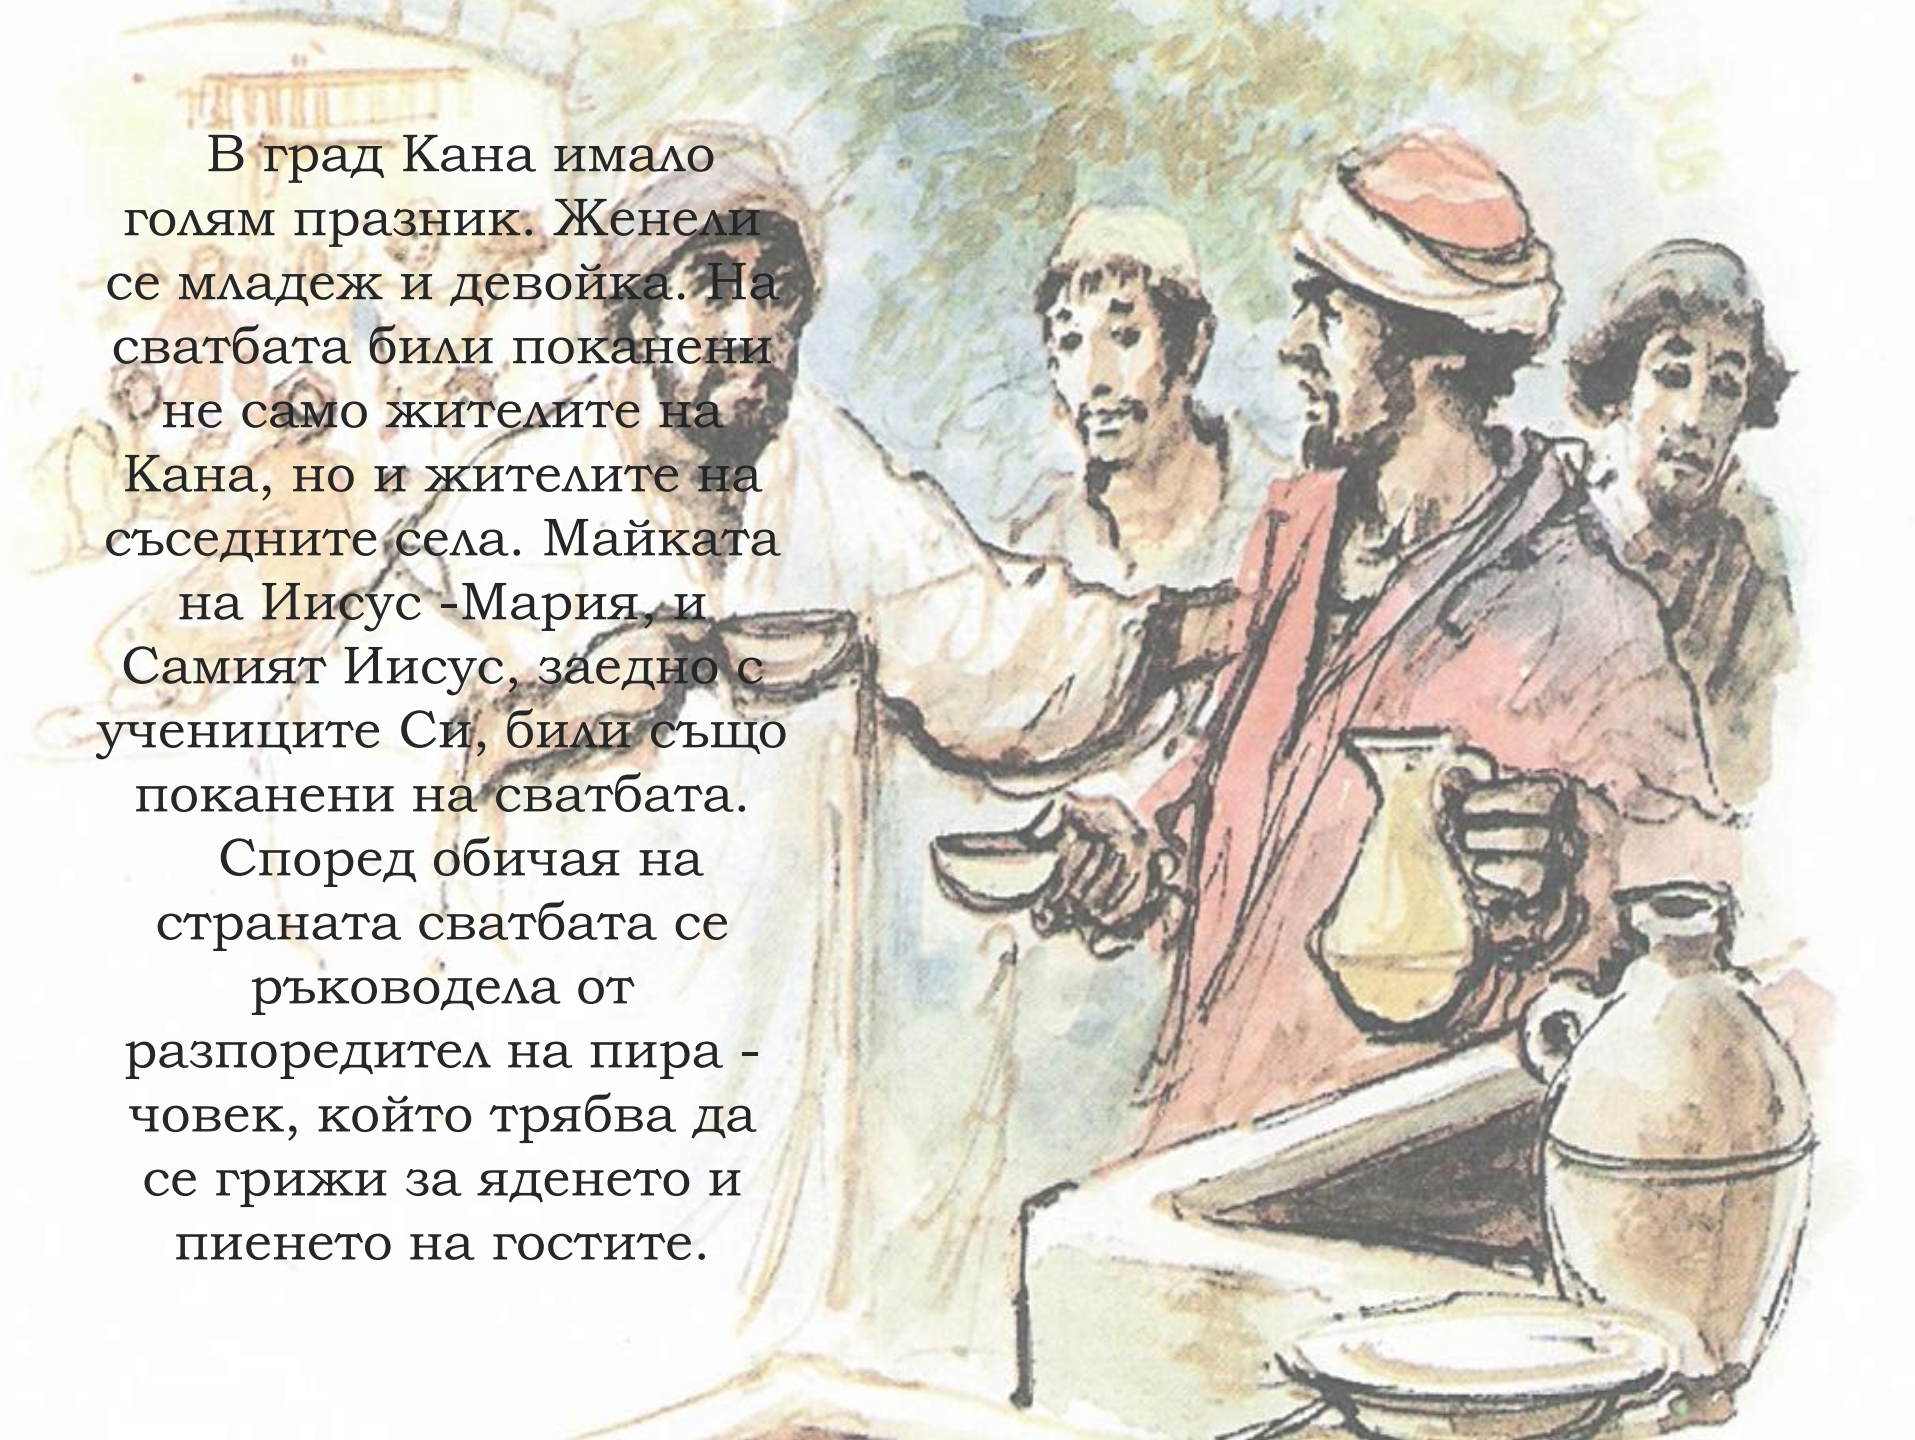 В град Кана имало
голям празник. Женели
се младеж и девойка. На
сватбата били поканени
не само жителите на
Кана, но и жителите на
съседните села. Майката
на Иисус -Мария, и
Самият Иисус, заедно с
учениците Си, били също
поканени на сватбата.
Според обичая на
страната сватбата се
ръководела от
разпоредител на пира -
човек, който трябва да
се грижи за яденето и
пиенето на гостите.